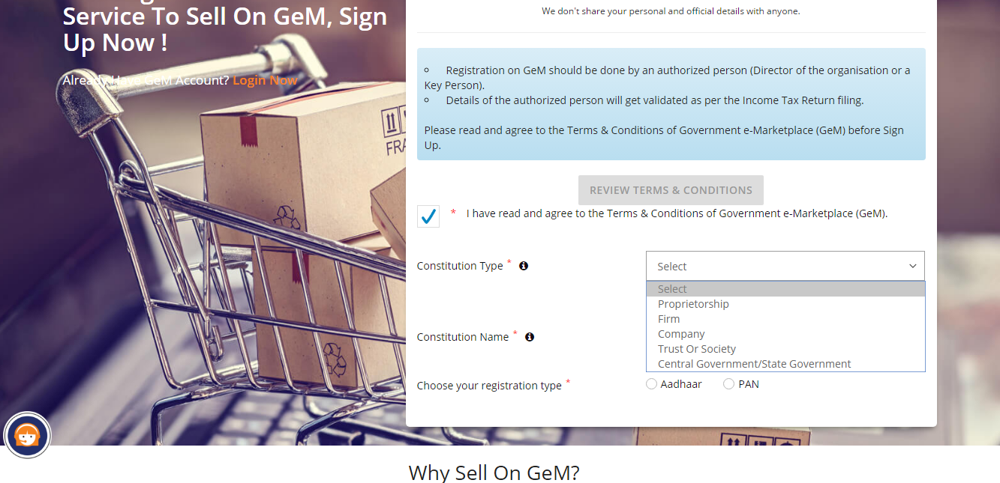 Service To Sell On GeM, Sign
Up Now !
Already Have GeM Account? Login Now
We don't share your personal and official details with anyone.
Registration on GeM should be done by an authorized person (Director of the organisation or a
Key Person).
Details of the authorized person will get validated as per the Income Tax Return filing.
Please read and agree to the Terms & Conditions of Government e-Marketplace (GeM) before Sign
Up.
REVIEW TERMS & CONDITIONS
* I have read and agree to the Terms & Conditions of Government e-Marketplace (GeM).
Constitution Type *
Select
Select
Proprietorship
Firm
Company
Trust Or Society
Central Government/State Government
Constitution Name *
Choose your registration type *
Aadhaar
PAN
Why Sell On GeM?